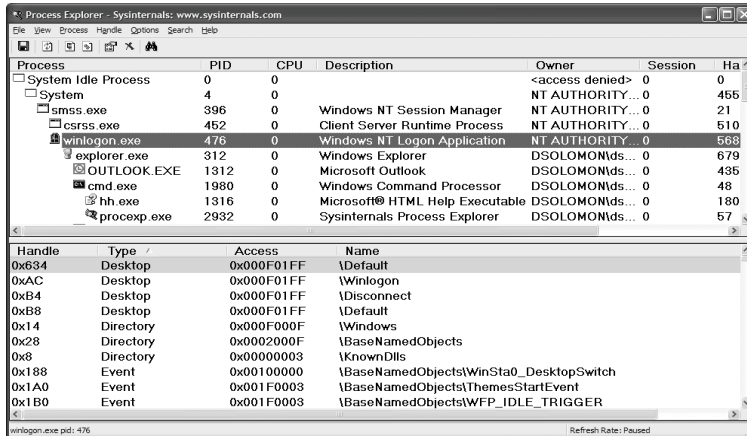 Process Explorer - Sysinternals: www.sysinternals.com
File View Process Handle Options Search Help
Process PID CPU Description Owner Session Ha
System Idle Process 0 0 <access denied> 0 0
System 4 0 NT AUTHORITY... 0 455
smss.exe 396 0 Windows NT Session Manager NT AUTHORITY... 0 21
csrss.exe 452 0 Client Server Runtime Process NT AUTHORITY... 0 510
winlogon.exe 476 0 Windows NT Logon Application NT AUTHORITY... 0 568
explorer.exe 312 0 Windows Explorer DSOLOMON\ds... 0 679
OUTLOOK.EXE 1312 0 Microsoft Outlook DSOLOMON\ds... 0 435
cmd.exe 1980 0 Windows Command Processor DSOLOMON\ds... 0 48
hh.exe 1316 0 Microsoft® HTML Help Executable DSOLOMON\ds... 0 180
procexp.exe 2932 0 Sysinternals Process Explorer DSOLOMON\ds... 0 57
Handle Type Access Name
0x634 Desktop 0x000F01FF \Default
0xAC Desktop 0x000F01FF \Winlogon
0xB4 Desktop 0x000F01FF \Disconnect
0xB8 Desktop 0x000F01FF \Default
0x14 Directory 0x000F000F \Windows
0x28 Directory 0x0002000F \BaseNamedObjects
0x8 Directory 0x00000003 \KnownDlls
0x188 Event 0x00100000 \BaseNamedObjects\WinSta0_DesktopSwitch
0x1A0 Event 0x001F0003 \BaseNamedObjects\ThemesStartEvent
0x1B0 Event 0x001F0003 \BaseNamedObjects\WFP_IDLE_TRIGGER
winlogon.exe pid: 476 Refresh Rate: Paused